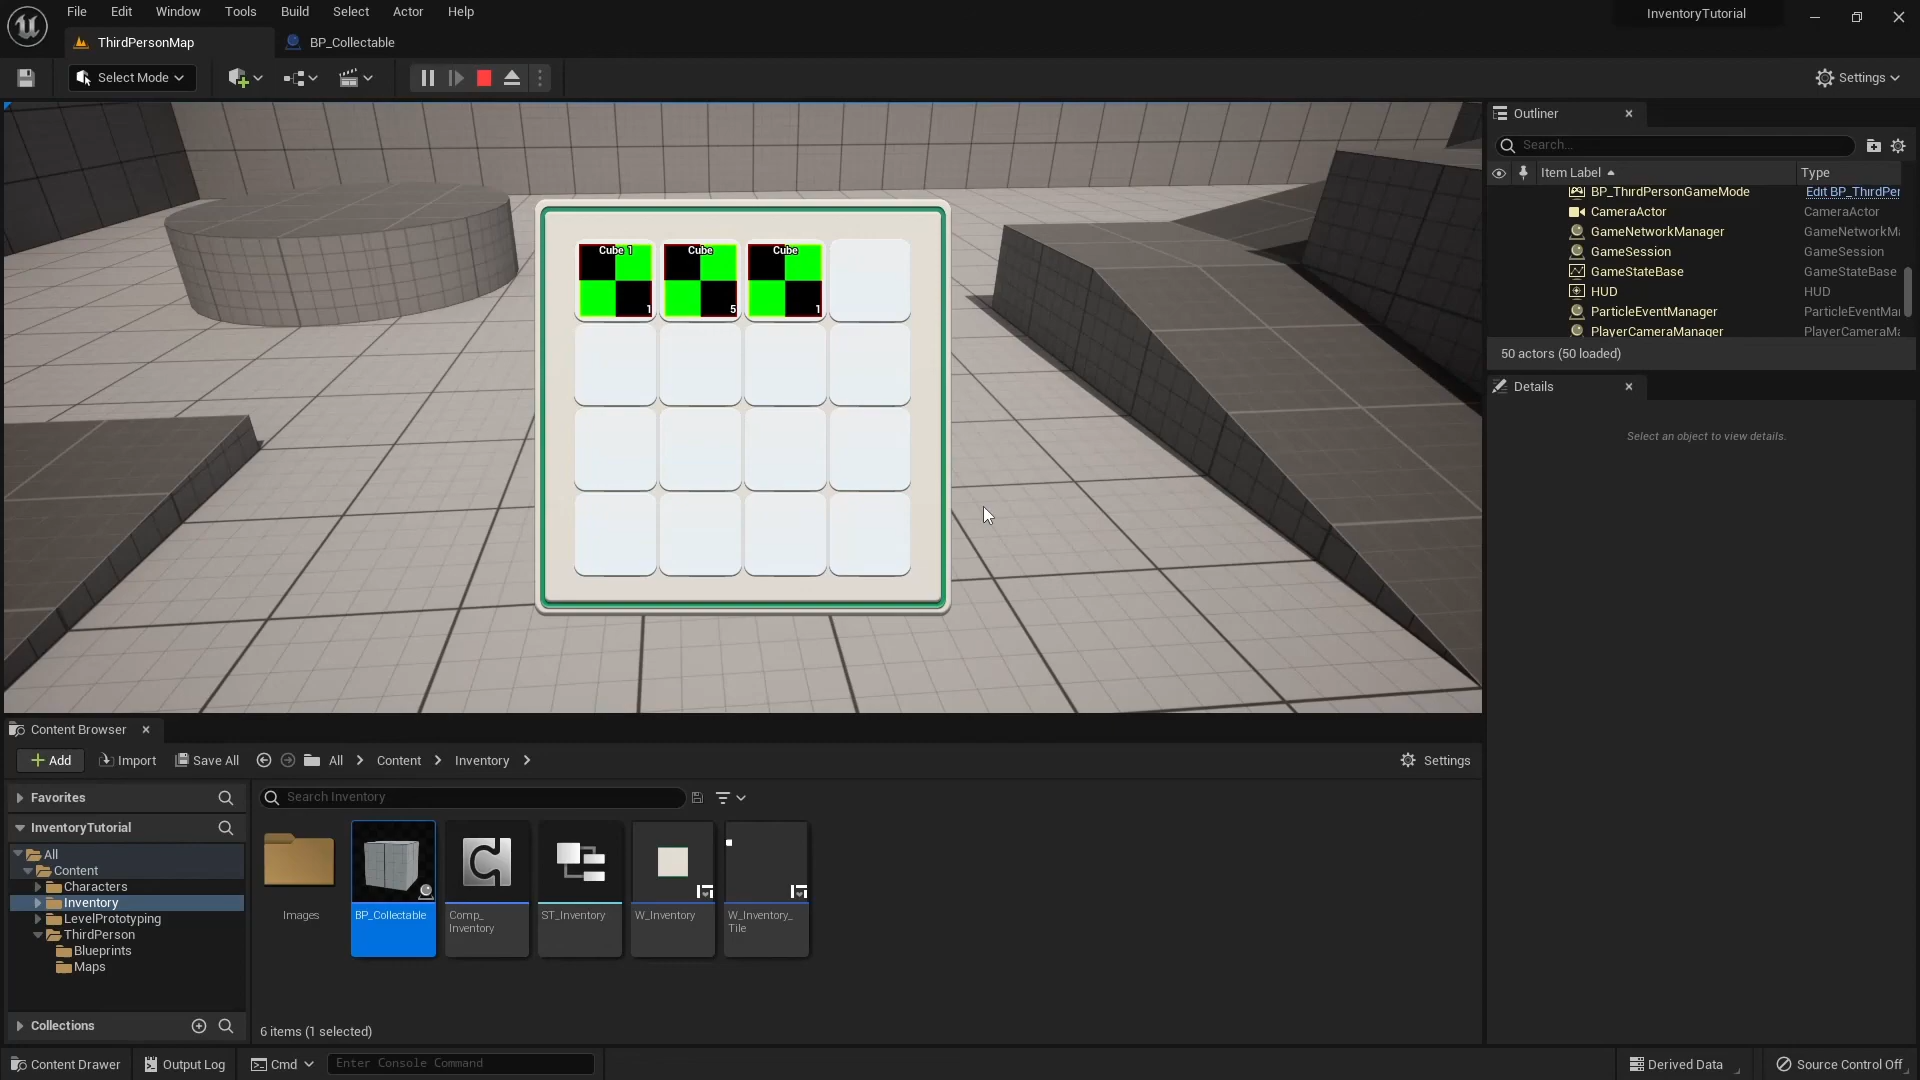 File Edit Window Tools Build Select Actor Help
InventoryTutorial
ThirdPersonMap
BP_Collectable
Select Mode
Settings
Outliner
Search...
Item Label
Type
BP_ThirdPersonGameMode Edit BP_ThirdPer
CameraActor CameraActor
GameNetworkManager GameNetworkM
GameSession GameSession
GameStateBase GameStateBase
HUD HUD
ParticleEventManager ParticleEventMa
PlayerCameraManager PlayerCameraMa
50 actors (50 loaded)
Details
Select an object to view details.
Cube 1 Cube Cube
1 5 1
Content Browser
Add Import Save All All Content Inventory Settings
Favorites
Search Inventory
InventoryTutorial
All
Content
Characters
Inventory
LevelPrototyping
ThirdPerson
Blueprints
Maps
Collections
Images
BP_Collectable
Comp_
Inventory
ST_Inventory
W_Inventory
W_Inventory_
Tile
6 items (1 selected)
Content Drawer Output Log Cmd Enter Console Command Derived Data Source Control Off